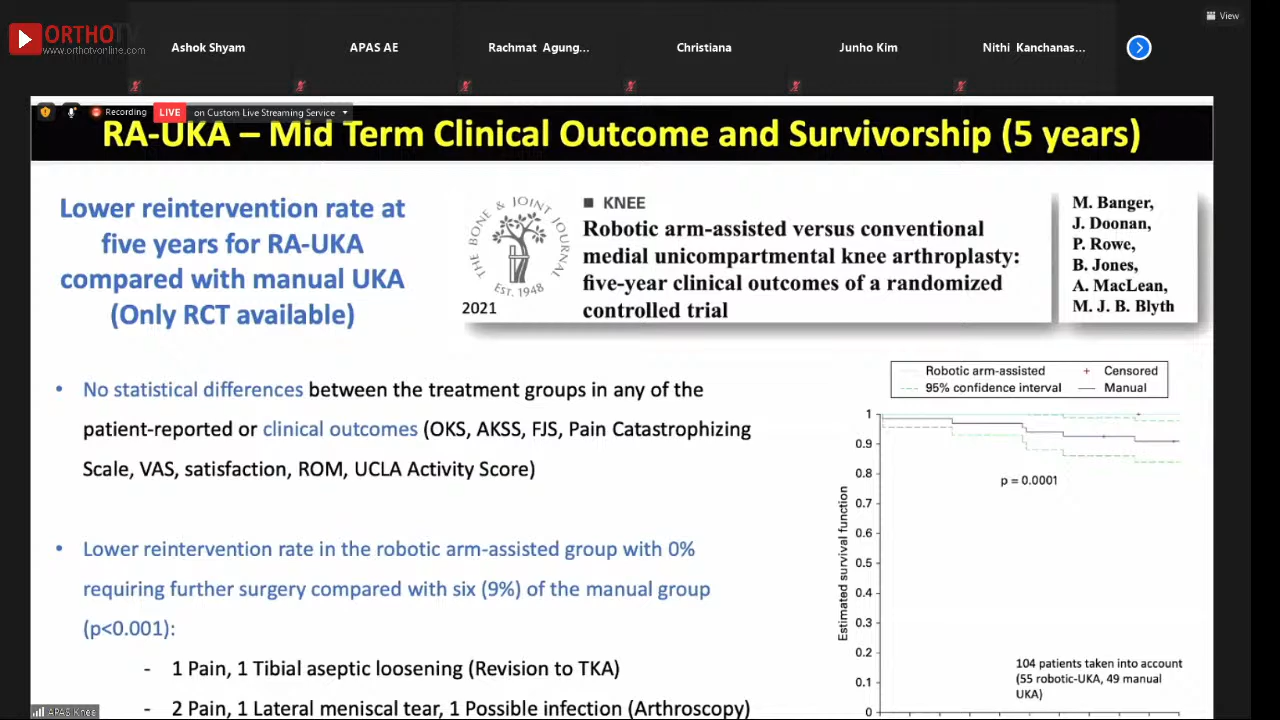 ORTHOTV
www.orthotvonline.com
Ashok Shyam
APAS AE
Rachmat Agung...
Christiana
Junho Kim
Nithi Kanchanas...
View
Recording
LIVE
on Custom Live Streaming Service
RA-UKA – Mid Term Clinical Outcome and Survivorship (5 years)
Lower reintervention rate at
five years for RA-UKA
compared with manual UKA
(Only RCT available)
THE BONE & JOINT JOURNAL
EST. 1948
2021
■ KNEE
Robotic arm-assisted versus conventional
medial unicompartmental knee arthroplasty:
five-year clinical outcomes of a randomized
controlled trial
M. Banger,
J. Doonan,
P. Rowe,
B. Jones,
A. MacLean,
M. J. B. Blyth
• No statistical differences between the treatment groups in any of the
patient-reported or clinical outcomes (OKS, AKSS, FJS, Pain Catastrophizing
Scale, VAS, satisfaction, ROM, UCLA Activity Score)
• Lower reintervention rate in the robotic arm-assisted group with 0%
requiring further surgery compared with six (9%) of the manual group
(p<0.001):
- 1 Pain, 1 Tibial aseptic loosening (Revision to TKA)
- 2 Pain, 1 Lateral meniscal tear, 1 Possible infection (Arthroscopy)
Robotic arm-assisted
Censored
95% confidence interval
Manual
1
0.9
0.8
0.7
0.6
0.5
0.4
0.3
0.2
0.1
0
Estimated survival function
p = 0.0001
104 patients taken into account
(55 robotic-UKA, 49 manual
UKA)
APAS Knee